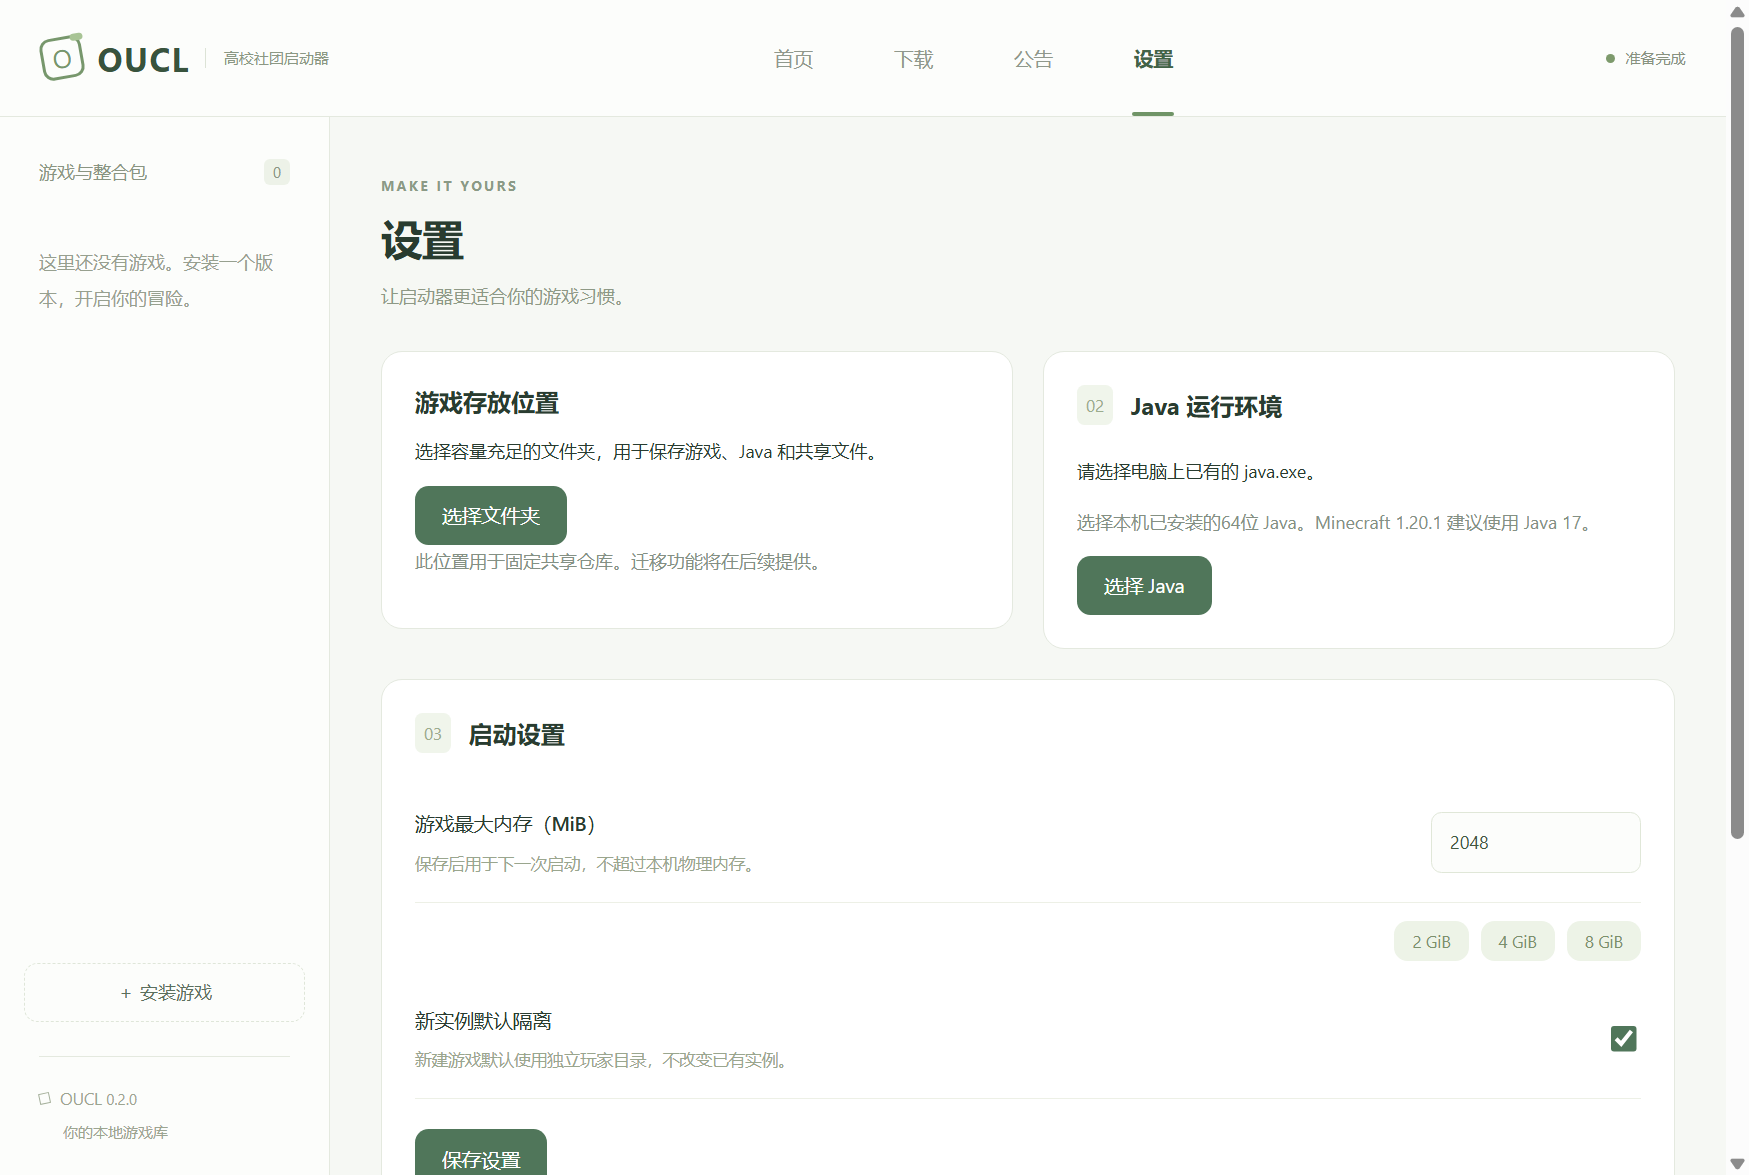 O OUCL 高校社团启动器
首页 下载 公告 设置
准备完成
游戏与整合包 0
这里还没有游戏。安装一个版
本，开启你的冒险。
+ 安装游戏
OUCL 0.2.0
你的本地游戏库
MAKE IT YOURS
设置
让启动器更适合你的游戏习惯。
游戏存放位置
选择容量充足的文件夹，用于保存游戏、Java 和共享文件。
选择文件夹
此位置用于固定共享仓库。迁移功能将在后续提供。
02 Java 运行环境
请选择电脑上已有的 java.exe。
选择本机已安装的64位 Java。Minecraft 1.20.1 建议使用 Java 17。
选择 Java
03 启动设置
游戏最大内存（MiB）
保存后用于下一次启动，不超过本机物理内存。
2048
2 GiB 4 GiB 8 GiB
新实例默认隔离
新建游戏默认使用独立玩家目录，不改变已有实例。
保存设置